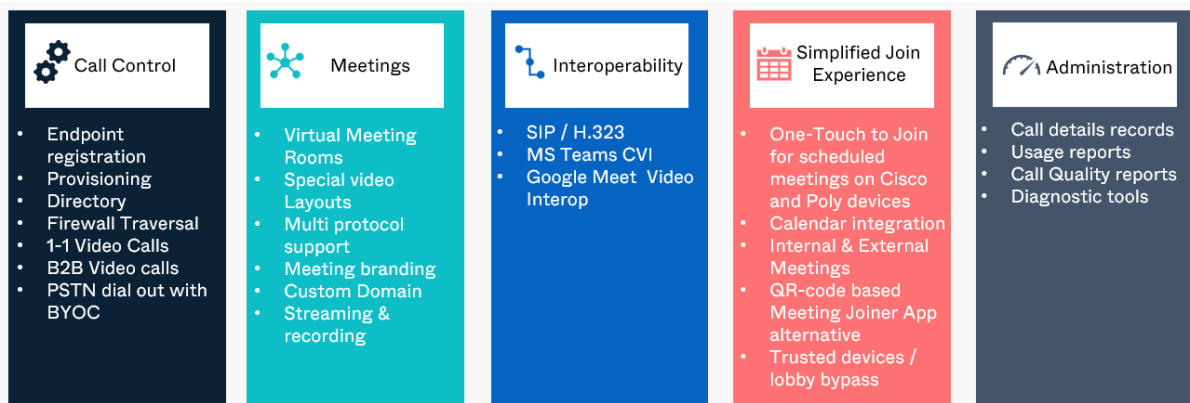 Call Control
• Endpoint
registration
• Provisioning
• Directory
• Firewall Traversal
• 1-1 Video Calls
• B2B Video calls
• PSTN dial out with
BYOC
Meetings
• Virtual Meeting
Rooms
• Special video
Layouts
• Multi protocol
support
• Meeting branding
• Custom Domain
• Streaming &
recording
Interoperability
• SIP / H.323
• MS Teams CVI
• Google Meet Video
Interop
Simplified Join
Experience
• One-Touch to Join
for scheduled
meetings on Cisco
and Poly devices
• Calendar integration
• Internal & External
Meetings
• QR-code based
Meeting Joiner App
alternative
• Trusted devices /
lobby bypass
Administration
• Call details records
• Usage reports
• Call Quality reports
• Diagnostic tools